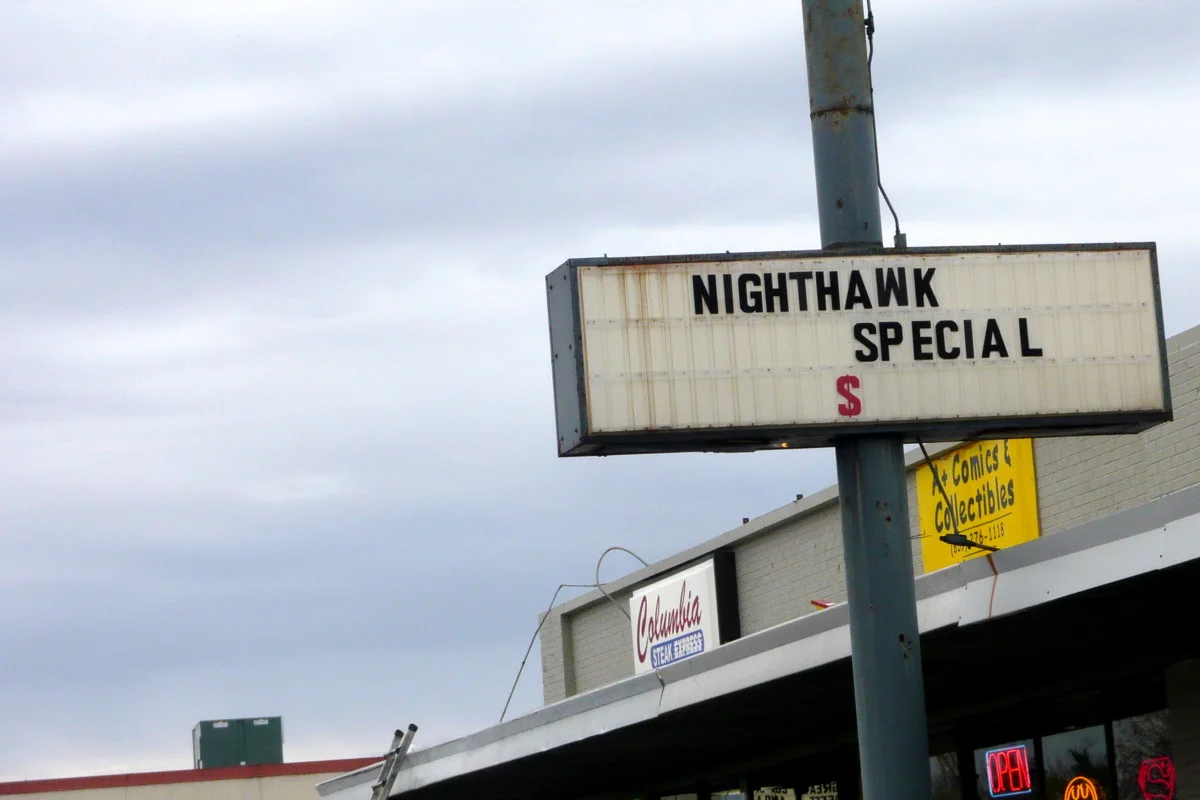 NIGHTHAWK
SPECIAL
$
A+ Comics &
Collectibles
Columbia
STEAK EXPRESS
OPEN